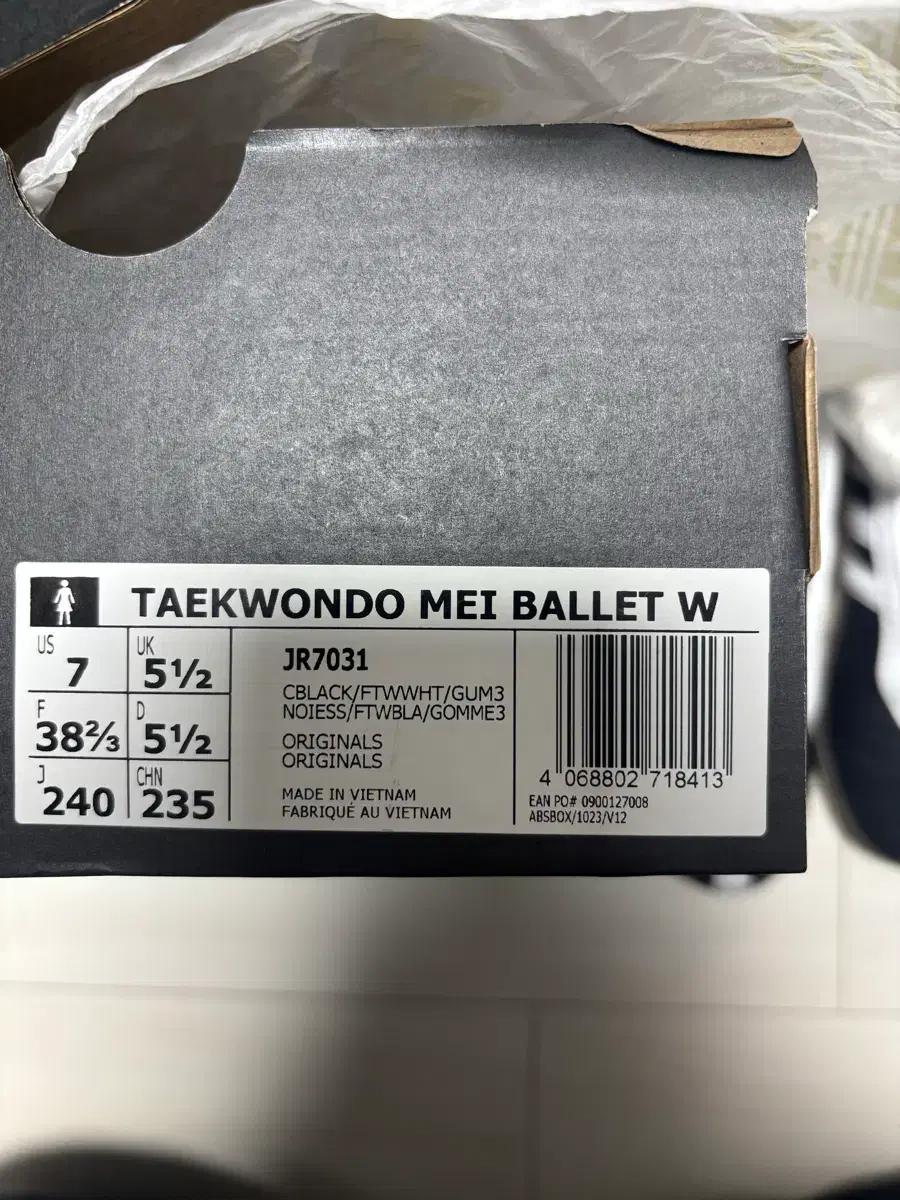 TAEKWONDO MEI BALLET W
US
7
UK
5½
F
38⅔
D
5½
J
240
CHN
235
JR7031
CBLACK/FTWWHT/GUM3
NOIESS/FTWBLA/GOMME3
ORIGINALS
ORIGINALS
MADE IN VIETNAM
FABRIQUÉ AU VIETNAM
4 068802 718413
EAN PO# 0900127008
ABSBOX/1023/V12